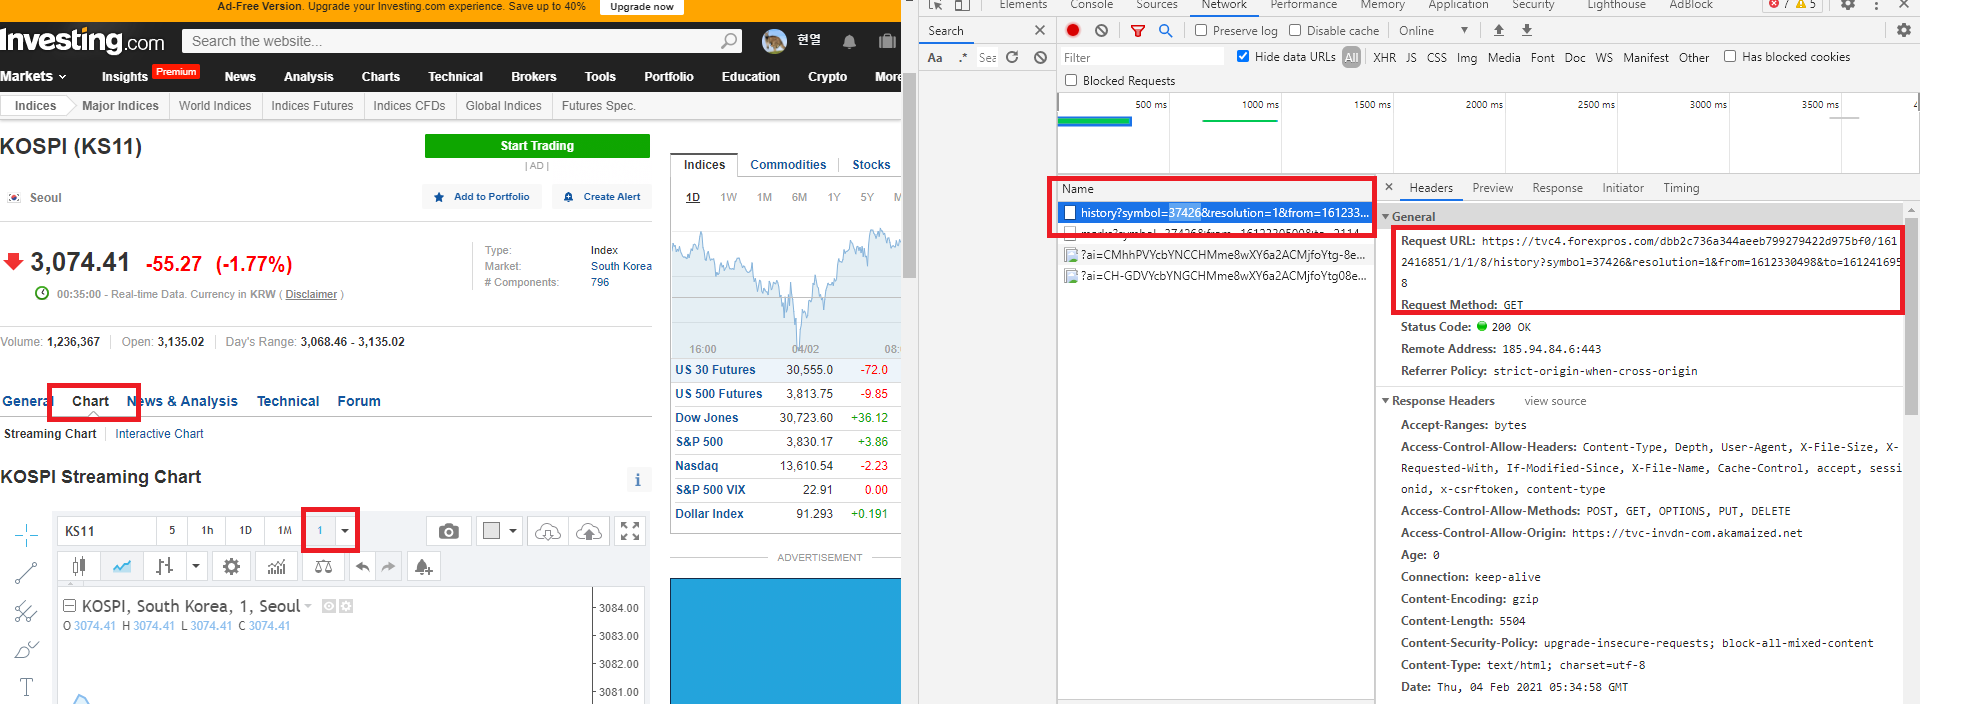 Ad-Free Version. Upgrade your Investing.com experience. Save up to 40%
Upgrade now
Investing.com
Search the website...
현열
Markets
Insights
Premium
News
Analysis
Charts
Technical
Brokers
Tools
Portfolio
Education
Crypto
More
Indices
Major Indices
World Indices
Indices Futures
Indices CFDs
Global Indices
Futures Spec.
KOSPI (KS11)
Start Trading
| AD |
Seoul
Add to Portfolio
Create Alert
3,074.41 -55.27 (-1.77%)
00:35:00 - Real-time Data. Currency in KRW ( Disclaimer )
Type: Index
Market: South Korea
# Components: 796
Volume: 1,236,367
Open: 3,135.02
Day's Range: 3,068.46 - 3,135.02
General
Chart
News & Analysis
Technical
Forum
Streaming Chart
Interactive Chart
KOSPI Streaming Chart
i
KS11
5
1h
1D
1M
1
KOSPI, South Korea, 1, Seoul
O 3074.41 H 3074.41 L 3074.41 C 3074.41
3084.00
3083.00
3082.00
3081.00
T
Indices
Commodities
Stocks
1D
1W
1M
6M
1Y
5Y
M
16:00
04/02
08:
US 30 Futures 30,555.0 -72.0
US 500 Futures 3,813.75 -9.85
Dow Jones 30,723.60 +36.12
S&P 500 3,830.17 +3.86
Nasdaq 13,610.54 -2.23
S&P 500 VIX 22.91 0.00
Dollar Index 91.293 +0.191
ADVERTISEMENT
Elements
Console
Sources
Network
Performance
Memory
Application
Security
Lighthouse
AdBlock
7
5
Search
Aa
.*
Sea
Preserve log
Disable cache
Online
Filter
Hide data URLs
All
XHR
JS
CSS
Img
Media
Font
Doc
WS
Manifest
Other
Has blocked cookies
Blocked Requests
500 ms
1000 ms
1500 ms
2000 ms
2500 ms
3000 ms
3500 ms
4
Name
history?symbol=37426&resolution=1&from=161233...
marks?symbol=37426&from=1612330500&to=2114...
?ai=CMhhPVYcbYNCCHMme8wXY6a2ACMjfoYtg-8e...
?ai=CH-GDVYcbYNGCHMme8wXY6a2ACMjfoYtg08e...
Headers
Preview
Response
Initiator
Timing
General
Request URL: https://tvc4.forexpros.com/dbb2c736a344aeeb799279422d975bf0/161
2416851/1/1/8/history?symbol=37426&resolution=1&from=1612330498&to=161241695
8
Request Method: GET
Status Code: 200 OK
Remote Address: 185.94.84.6:443
Referrer Policy: strict-origin-when-cross-origin
Response Headers
view source
Accept-Ranges: bytes
Access-Control-Allow-Headers: Content-Type, Depth, User-Agent, X-File-Size, X-
Requested-With, If-Modified-Since, X-File-Name, Cache-Control, accept, sessi
onid, x-csrftoken, content-type
Access-Control-Allow-Methods: POST, GET, OPTIONS, PUT, DELETE
Access-Control-Allow-Origin: https://tvc-invdn-com.akamaized.net
Age: 0
Connection: keep-alive
Content-Encoding: gzip
Content-Length: 5504
Content-Security-Policy: upgrade-insecure-requests; block-all-mixed-content
Content-Type: text/html; charset=utf-8
Date: Thu, 04 Feb 2021 05:34:58 GMT